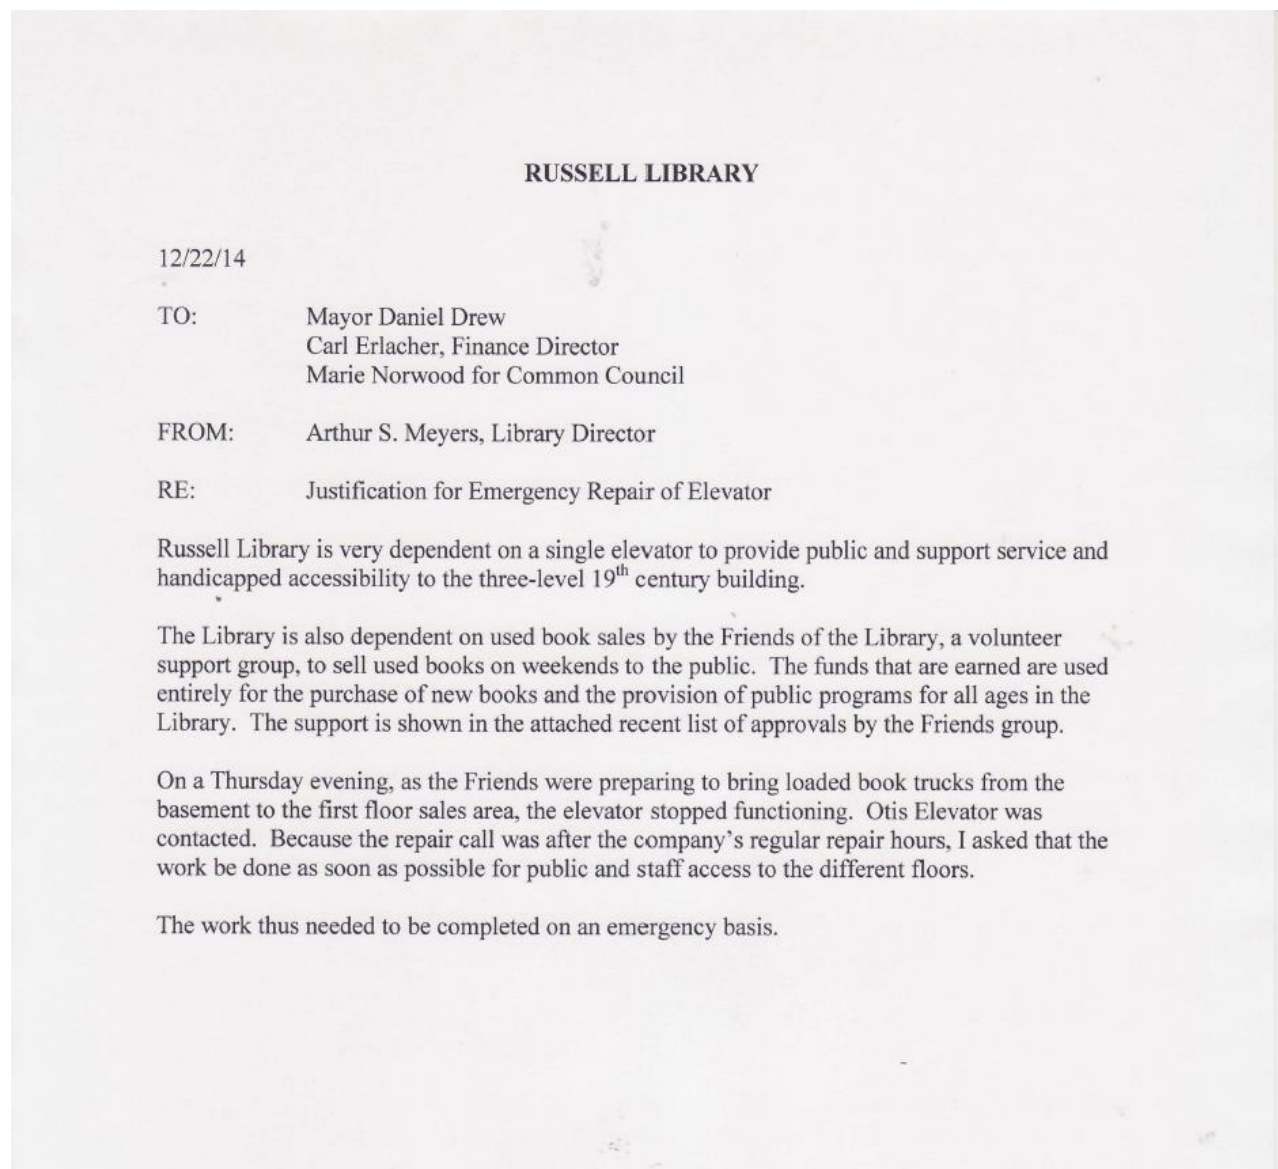 RUSSELL LIBRARY
12/22/14
TO: Mayor Daniel Drew
Carl Erlacher, Finance Director
Marie Norwood for Common Council
FROM: Arthur S. Meyers, Library Director
RE: Justification for Emergency Repair of Elevator
Russell Library is very dependent on a single elevator to provide public and support service and
handicapped accessibility to the three-level 19th century building.
The Library is also dependent on used book sales by the Friends of the Library, a volunteer
support group, to sell used books on weekends to the public.  The funds that are earned are used
entirely for the purchase of new books and the provision of public programs for all ages in the
Library.  The support is shown in the attached recent list of approvals by the Friends group.
On a Thursday evening, as the Friends were preparing to bring loaded book trucks from the
basement to the first floor sales area, the elevator stopped functioning.  Otis Elevator was
contacted.  Because the repair call was after the company’s regular repair hours, I asked that the
work be done as soon as possible for public and staff access to the different floors.
The work thus needed to be completed on an emergency basis.